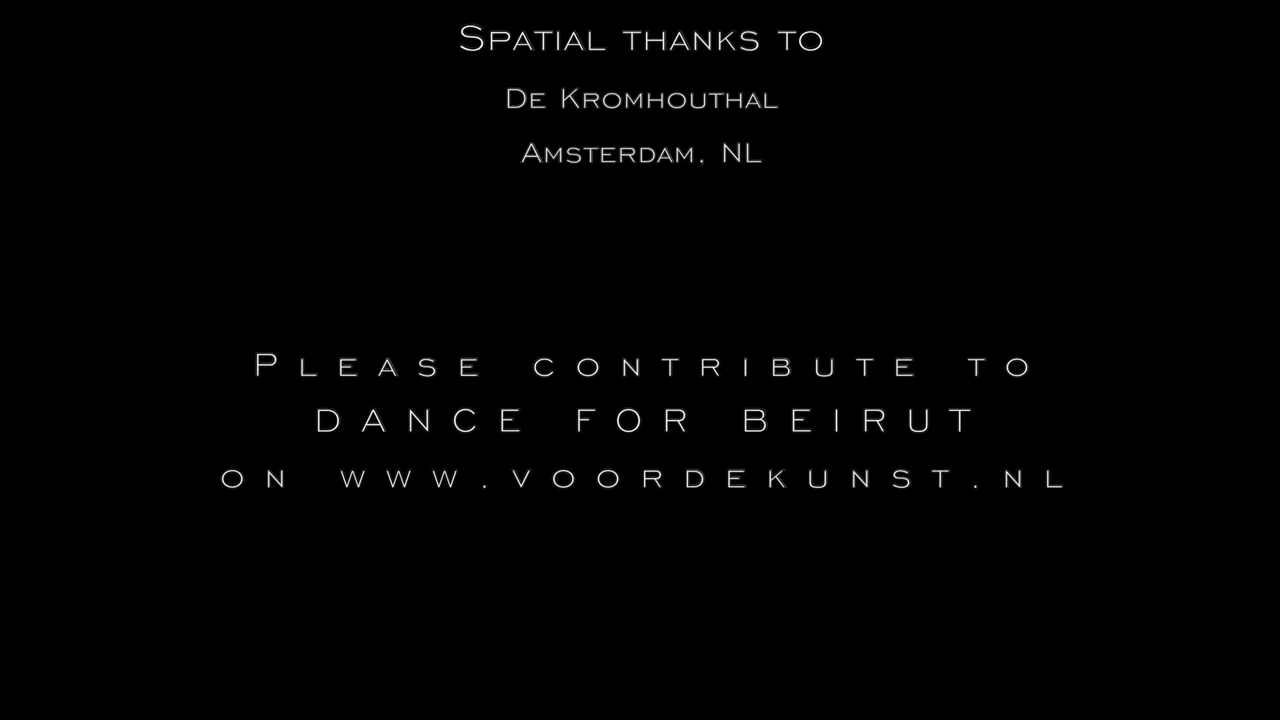 Spatial thanks to
De Kromhouthal
Amsterdam, NL
Please contribute to
DANCE FOR BEIRUT
on www.voordekunst.nl